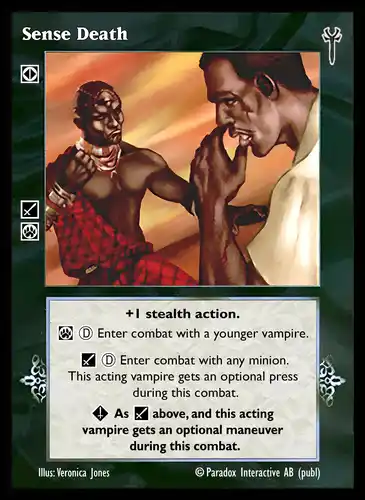 Sense Death
+1 stealth action.
D Enter combat with a younger vampire.
D Enter combat with any minion.
This acting vampire gets an optional press
during this combat.
As above, and this acting
vampire gets an optional maneuver
during this combat.
Illus: Veronica Jones © Paradox Interactive AB (publ)